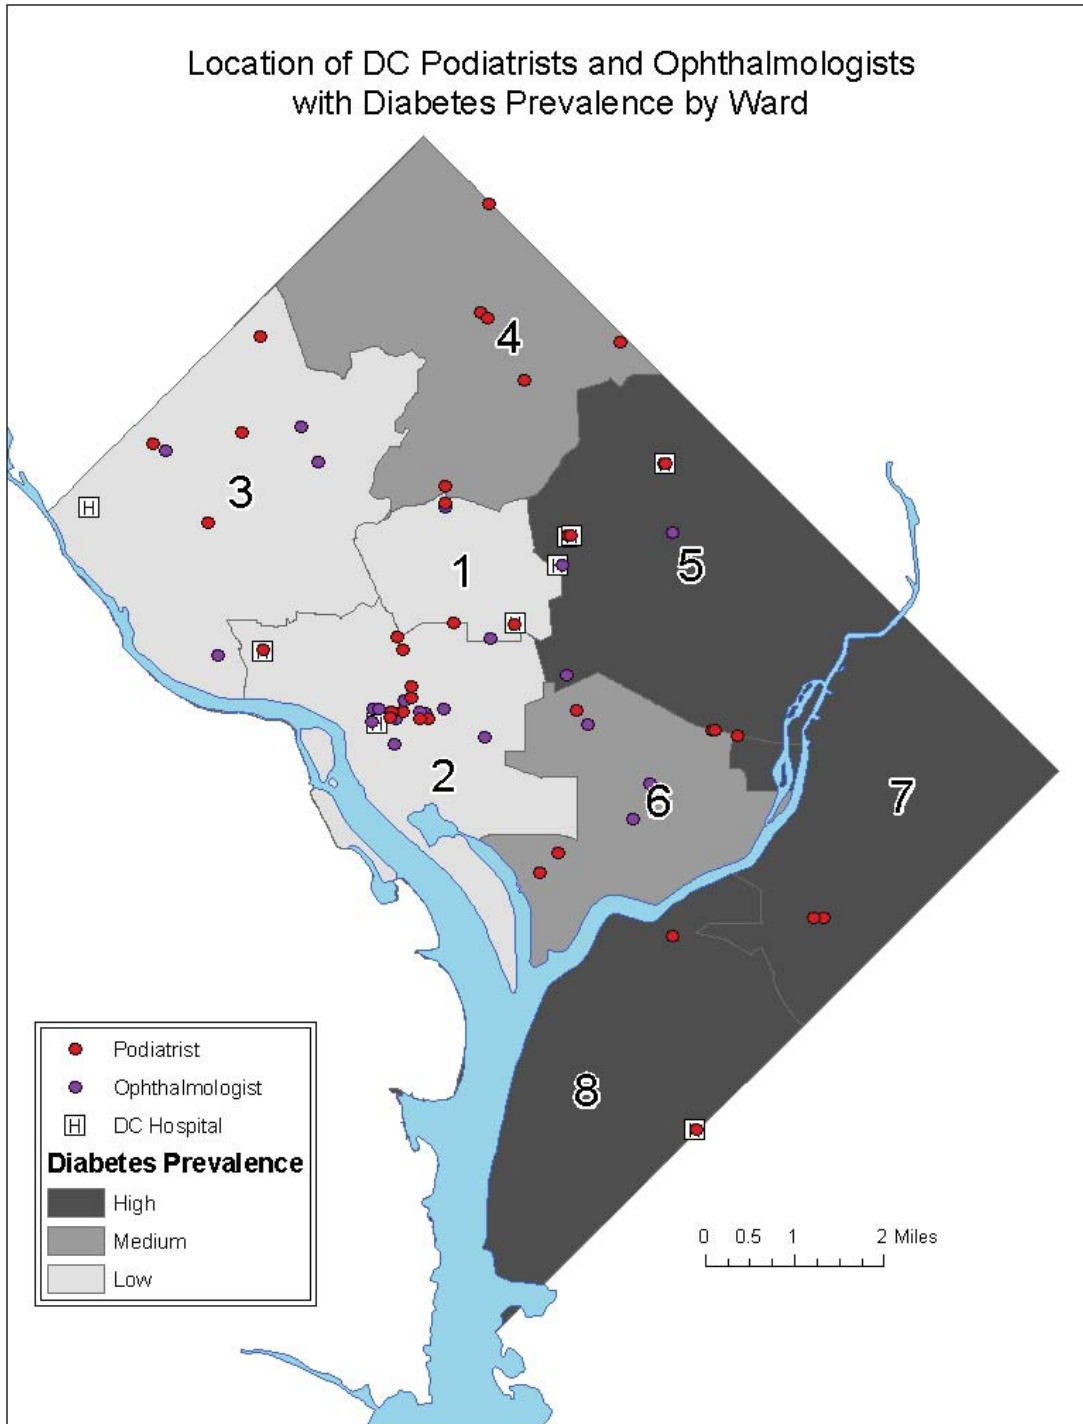 Location of DC Podiatrists and Ophthalmologists
with Diabetes Prevalence by Ward
4
3
H
1
5
2
6
7
8
H
Podiatrist
Ophthalmologist
H DC Hospital
Diabetes Prevalence
High
Medium
Low
0 0.5 1 2 Miles